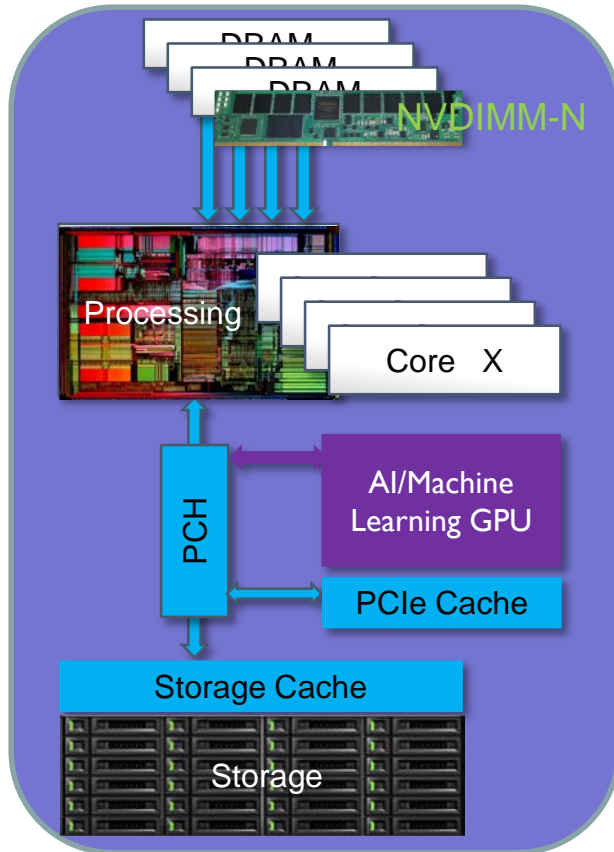 DRAM
DRAM
DRAM
NVDIMM-N
Processing
Core X
PCH
AI/Machine
Learning GPU
PCIe Cache
Storage Cache
Storage